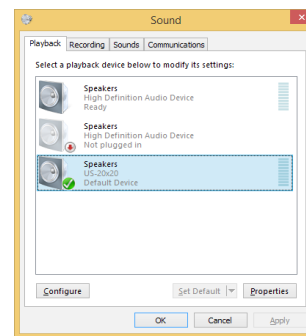 Sound
Playback Recording Sounds Communications
Select a playback device below to modify its settings:
Speakers
High Definition Audio Device
Ready
Speakers
High Definition Audio Device
Not plugged in
Speakers
US-20x20
Default Device
Configure Set Default Properties
OK Cancel Apply